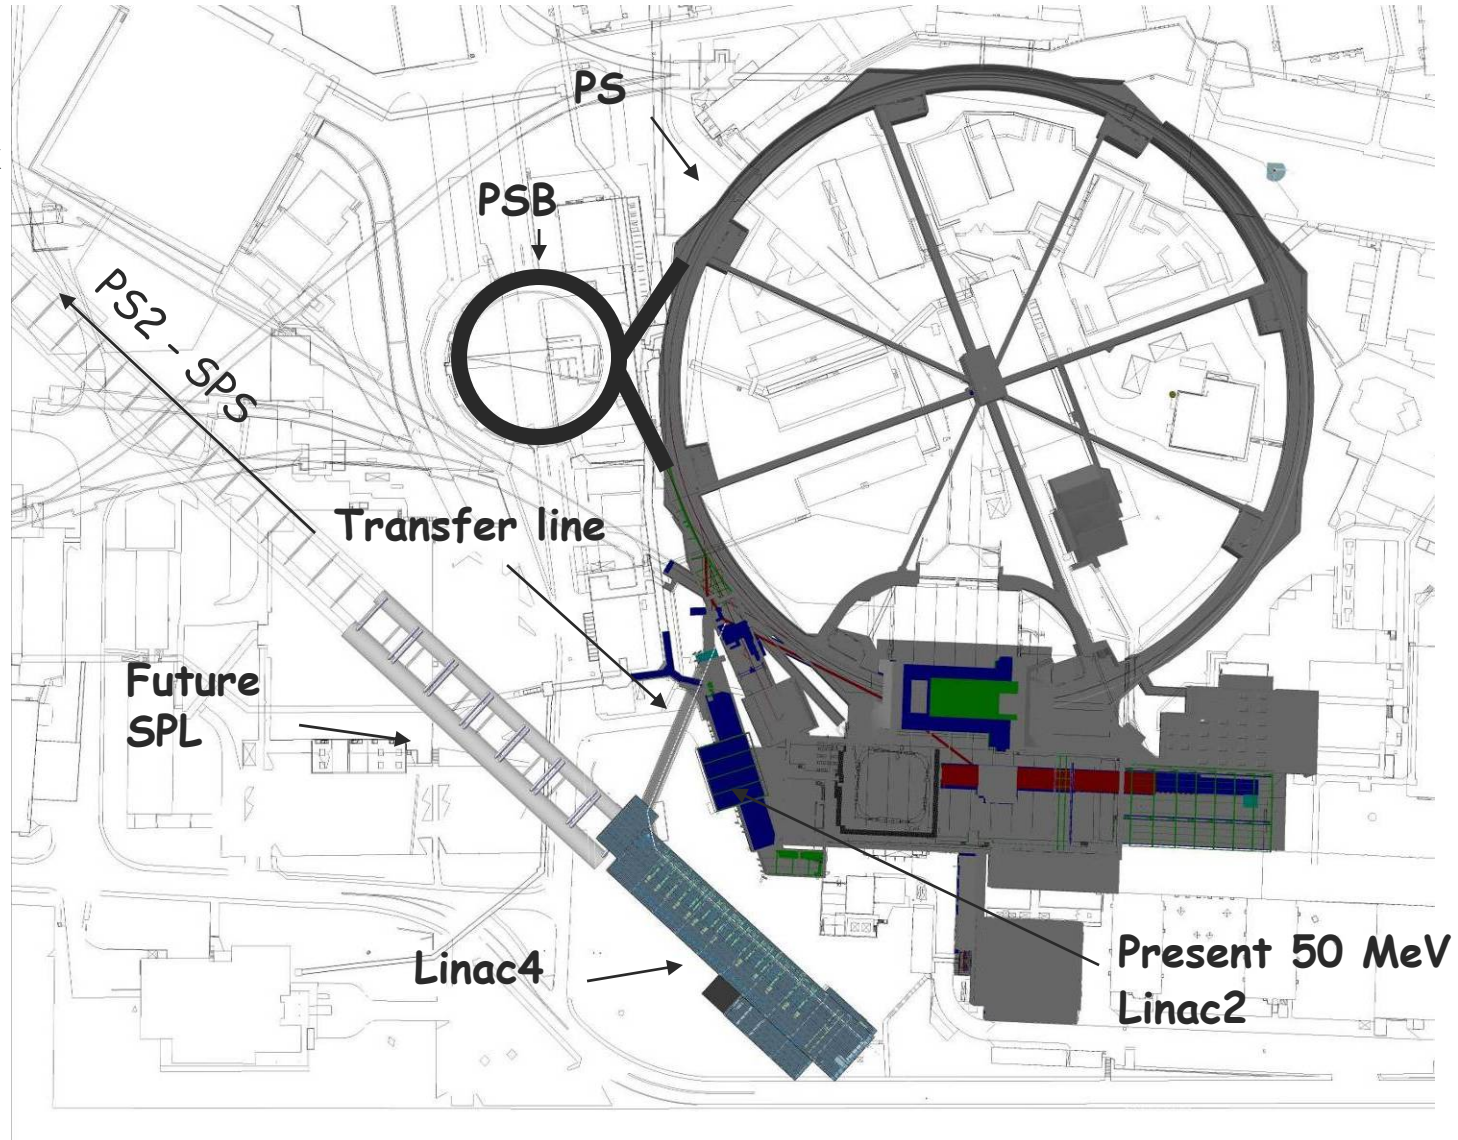 PS
PSB
PS2 - SPS
Transfer line
Future
SPL
Linac4
Present 50 MeV
Linac2